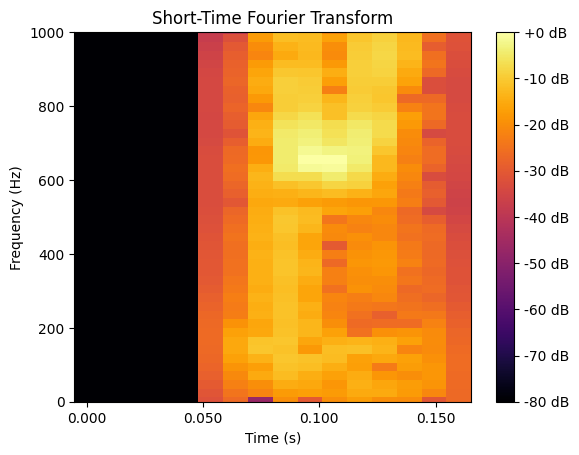 Short-Time Fourier Transform
1000
800
600
400
200
0
Frequency (Hz)
0.000
0.050
0.100
0.150
Time (s)
+0 dB
-10 dB
-20 dB
-30 dB
-40 dB
-50 dB
-60 dB
-70 dB
-80 dB